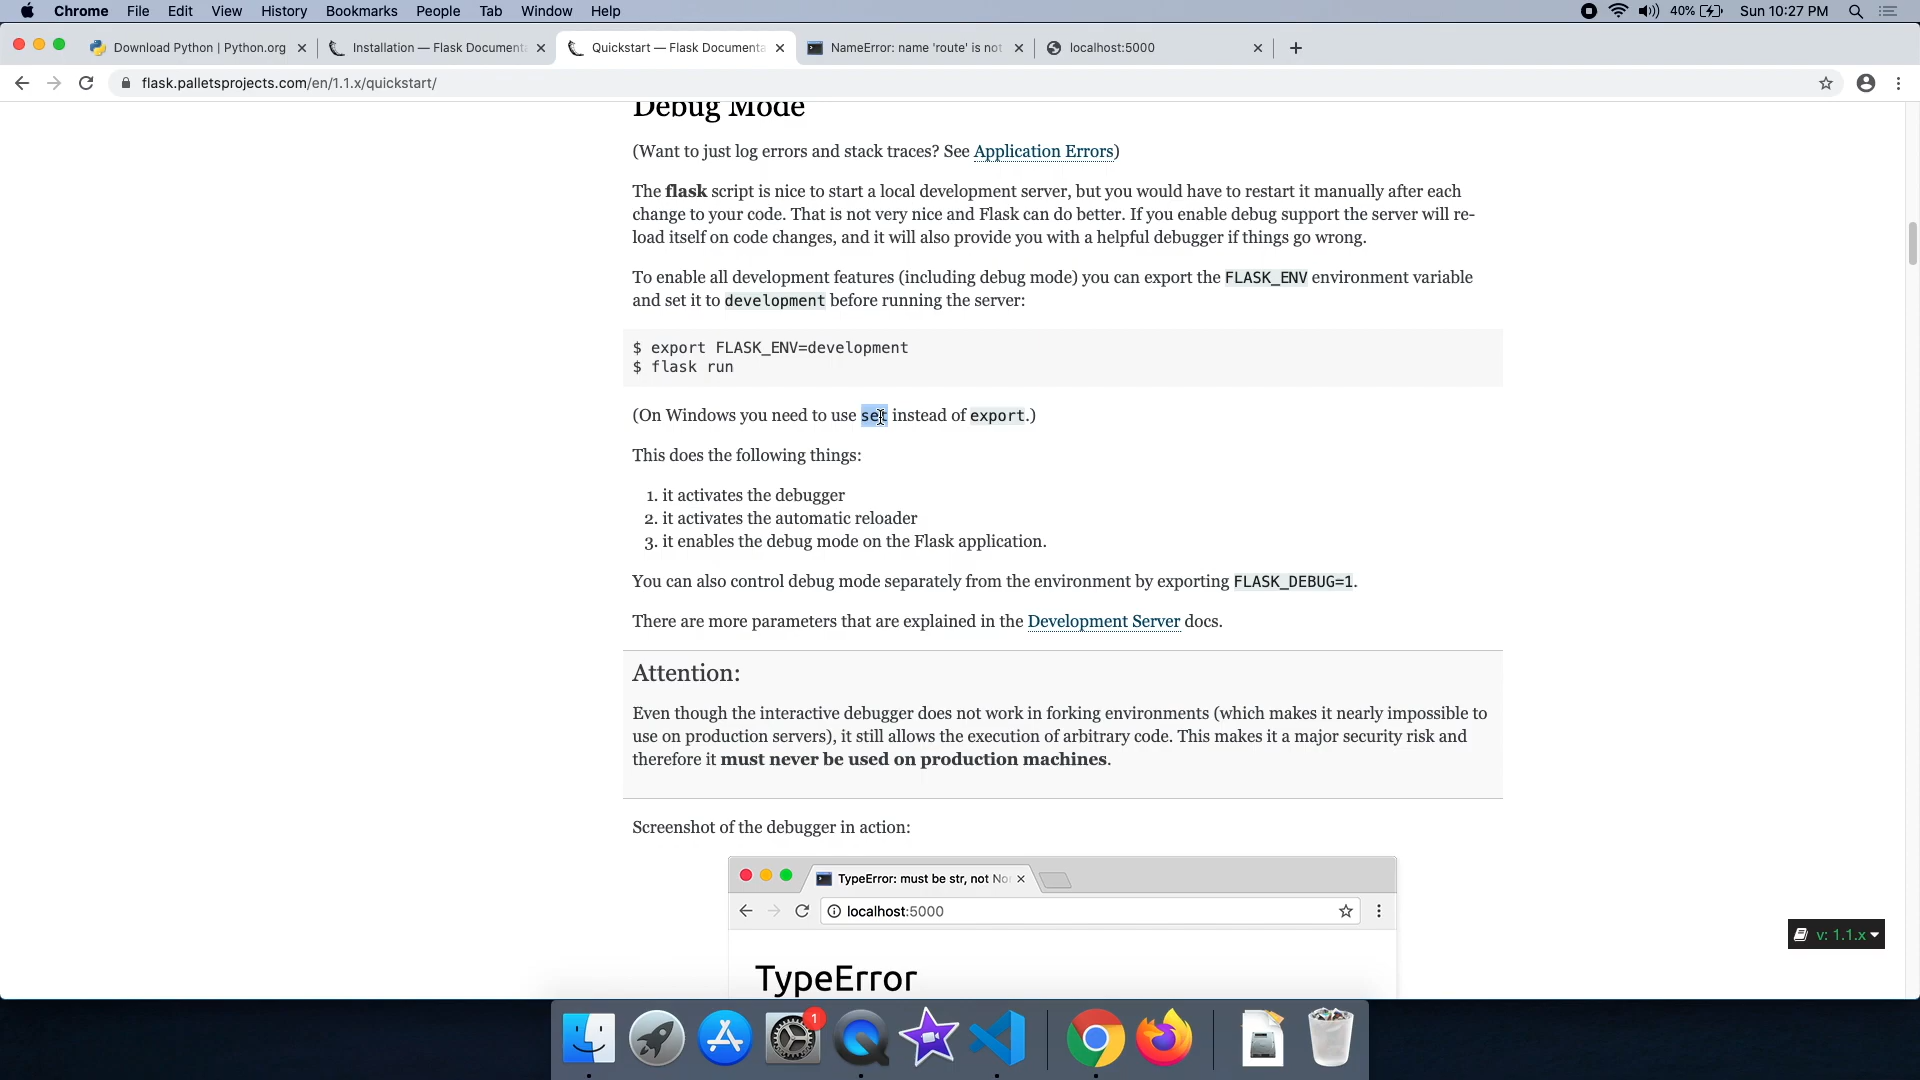 Chrome File Edit View History Bookmarks People Tab Window Help
40% Sun 10:27 PM
Download Python | Python.org
Installation — Flask Documenta
Quickstart — Flask Documenta
NameError: name 'route' is not
localhost:5000
flask.palletsprojects.com/en/1.1.x/quickstart/
Debug Mode
(Want to just log errors and stack traces? See Application Errors)
The flask script is nice to start a local development server, but you would have to restart it manually after each
change to your code. That is not very nice and Flask can do better. If you enable debug support the server will re-
load itself on code changes, and it will also provide you with a helpful debugger if things go wrong.
To enable all development features (including debug mode) you can export the FLASK_ENV environment variable
and set it to development before running the server:
$ export FLASK_ENV=development
$ flask run
(On Windows you need to use set instead of export.)
This does the following things:
1. it activates the debugger
2. it activates the automatic reloader
3. it enables the debug mode on the Flask application.
You can also control debug mode separately from the environment by exporting FLASK_DEBUG=1.
There are more parameters that are explained in the Development Server docs.
Attention:
Even though the interactive debugger does not work in forking environments (which makes it nearly impossible to
use on production servers), it still allows the execution of arbitrary code. This makes it a major security risk and
therefore it must never be used on production machines.
Screenshot of the debugger in action:
TypeError: must be str, not No
localhost:5000
v: 1.1.x
TypeError
1